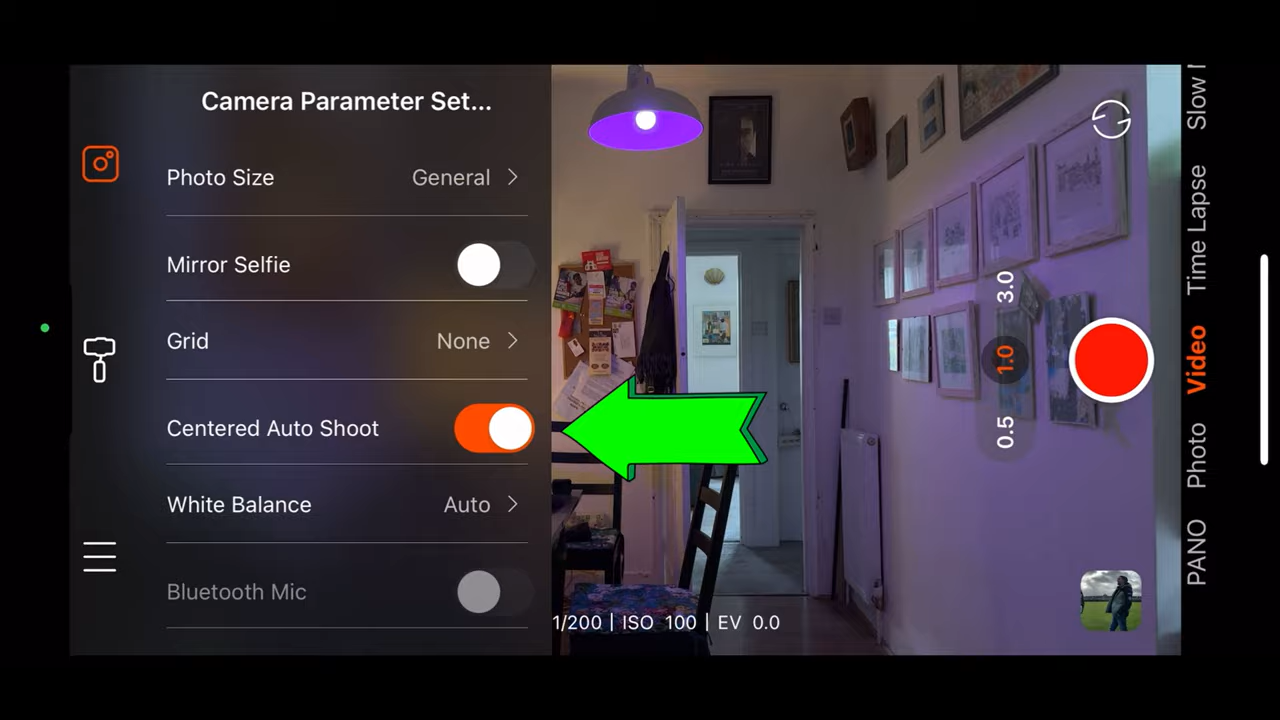 Camera Parameter Set...
Photo Size General
Mirror Selfie
Grid None
Centered Auto Shoot
White Balance Auto
Bluetooth Mic
1/200 | ISO 100 | EV 0.0
3.0
1.0
0.5
Slow
Time Lapse
Video
Photo
PANO